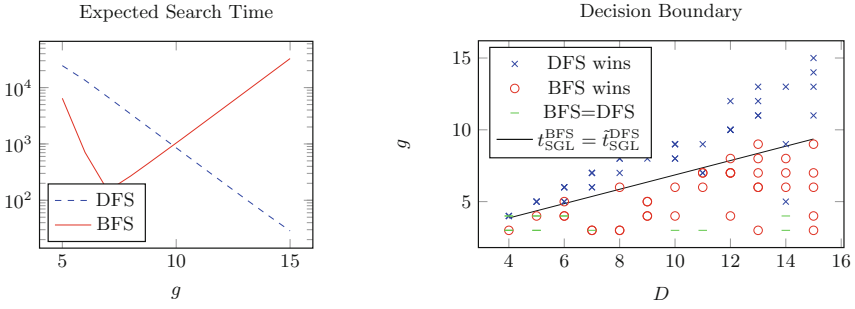 Expected Search Time
10^4
10^3
10^2
DFS
BFS
5
10
15
g
Decision Boundary
15
10
5
g
DFS wins
BFS wins
BFS=DFS
t_SGL^BFS = t̃_SGL^DFS
4
6
8
10
12
14
16
D